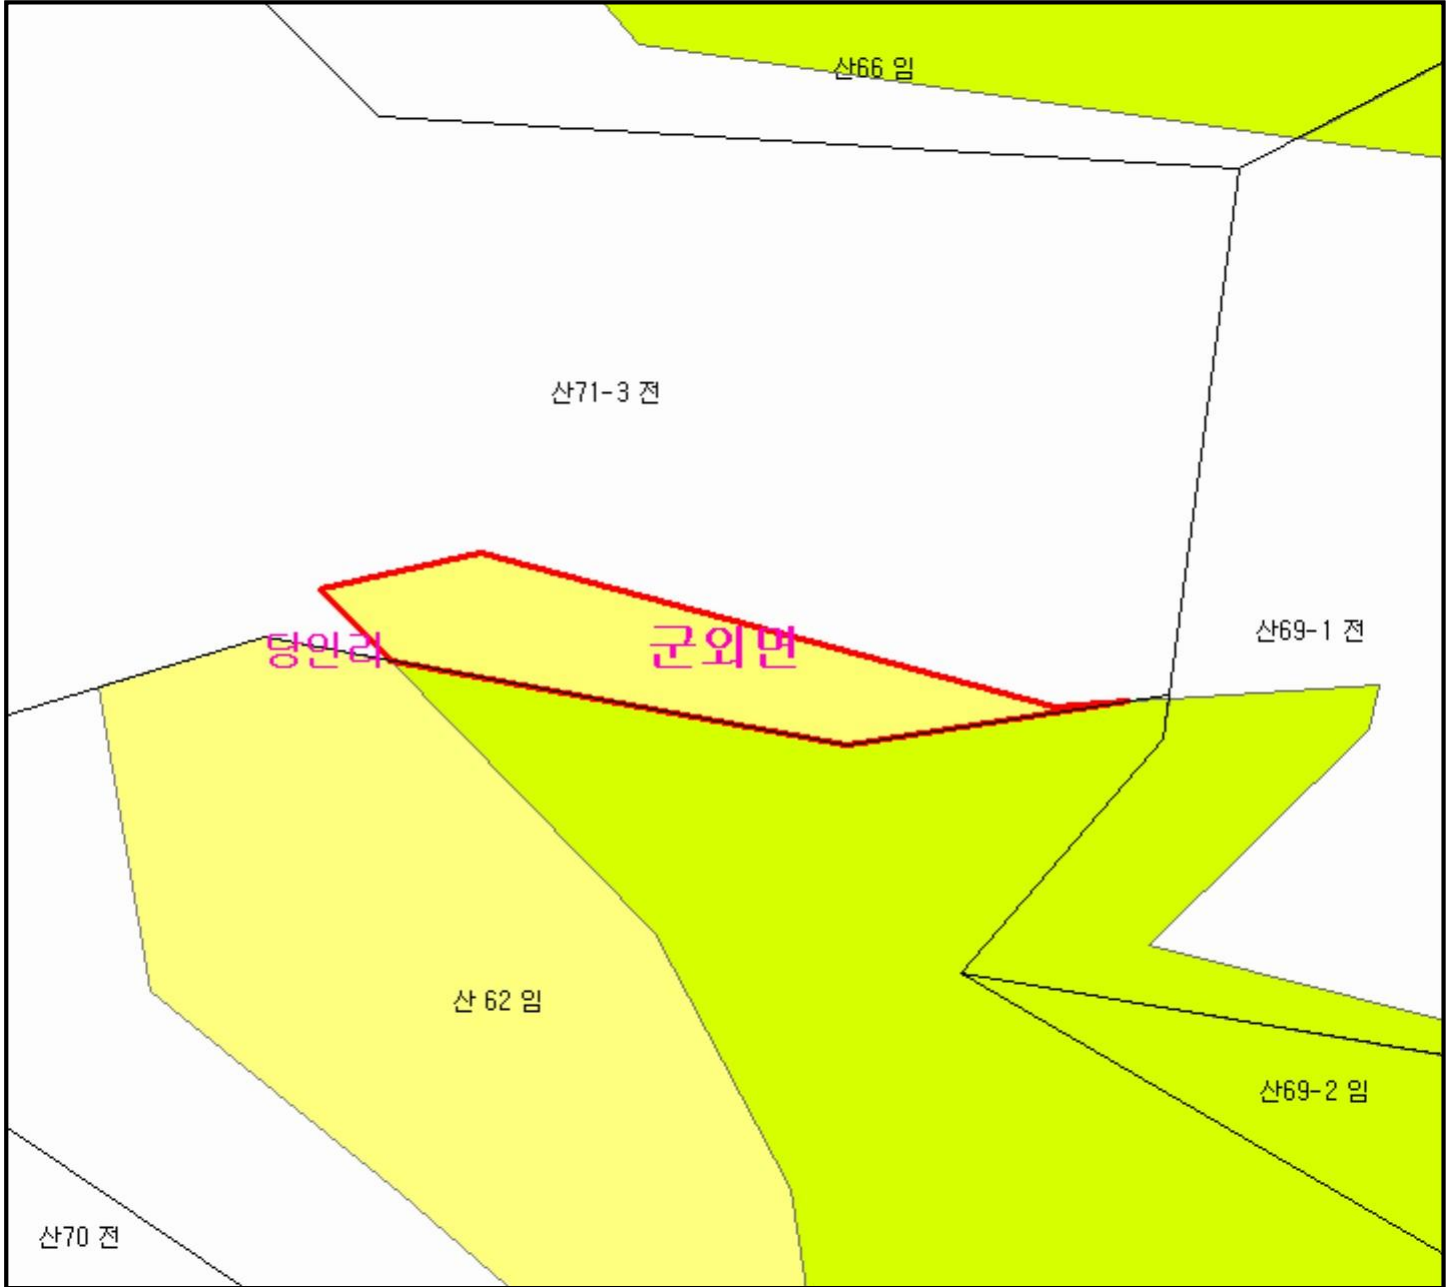 산66 임
산71-3 전
산69-1 전
군외면
당인리
산 62 임
산69-2 임
산70 전